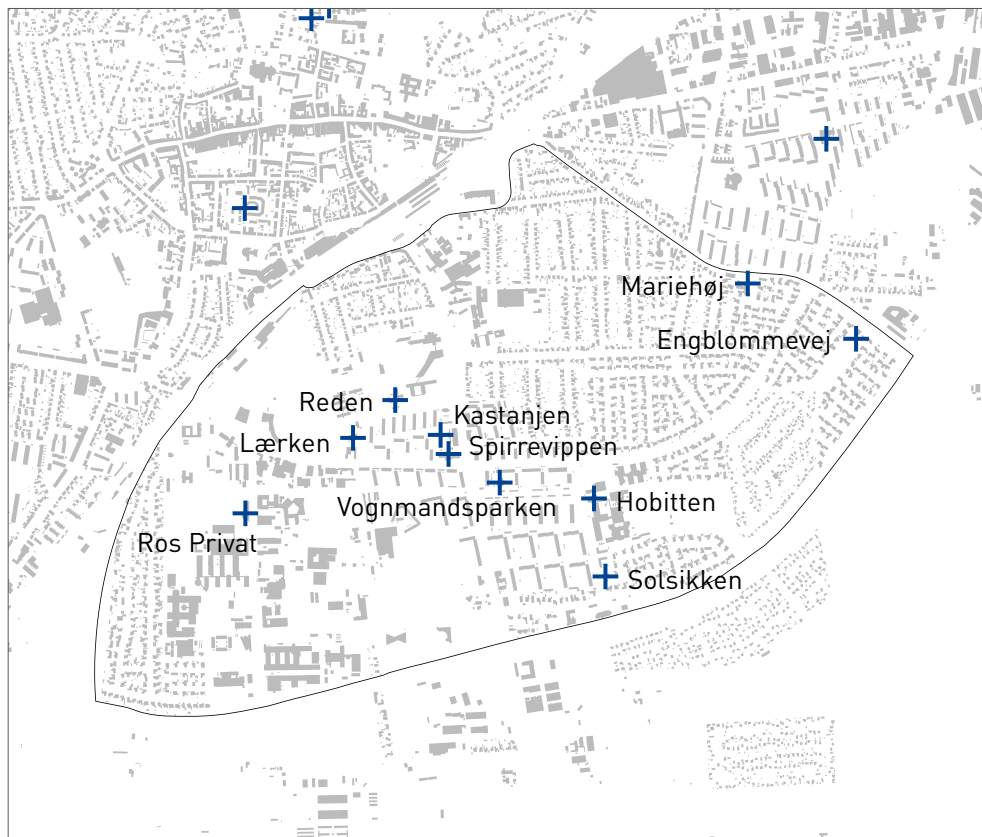 Mariehøj
Engblommevej
Reden
Kastanjen
Lærken
Spirrevippen
Vognmandsparken
Hobitten
Ros Privat
Solsikken